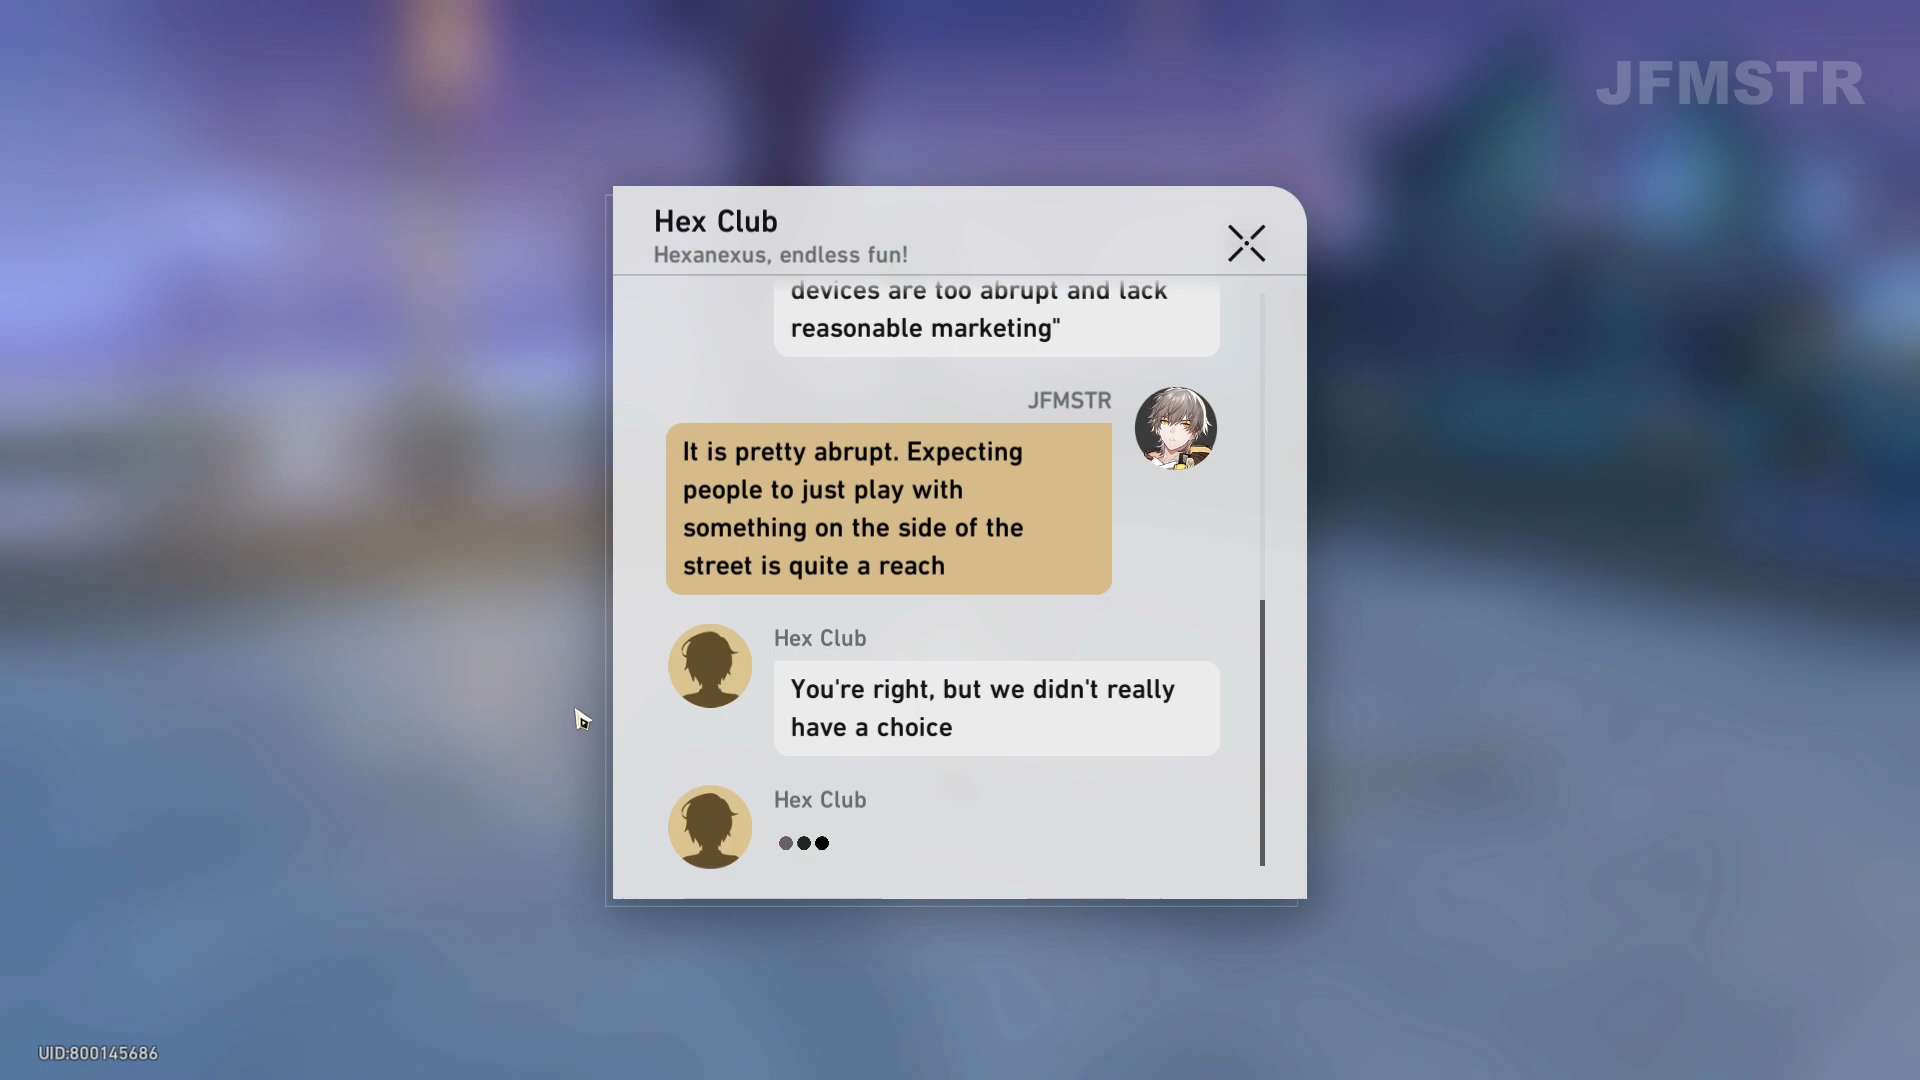 JFMSTR
Hex Club
Hexanexus, endless fun!
devices are too abrupt and lack
reasonable marketing"
JFMSTR
It is pretty abrupt. Expecting
people to just play with
something on the side of the
street is quite a reach
Hex Club
You're right, but we didn't really
have a choice
Hex Club
UID:800145686